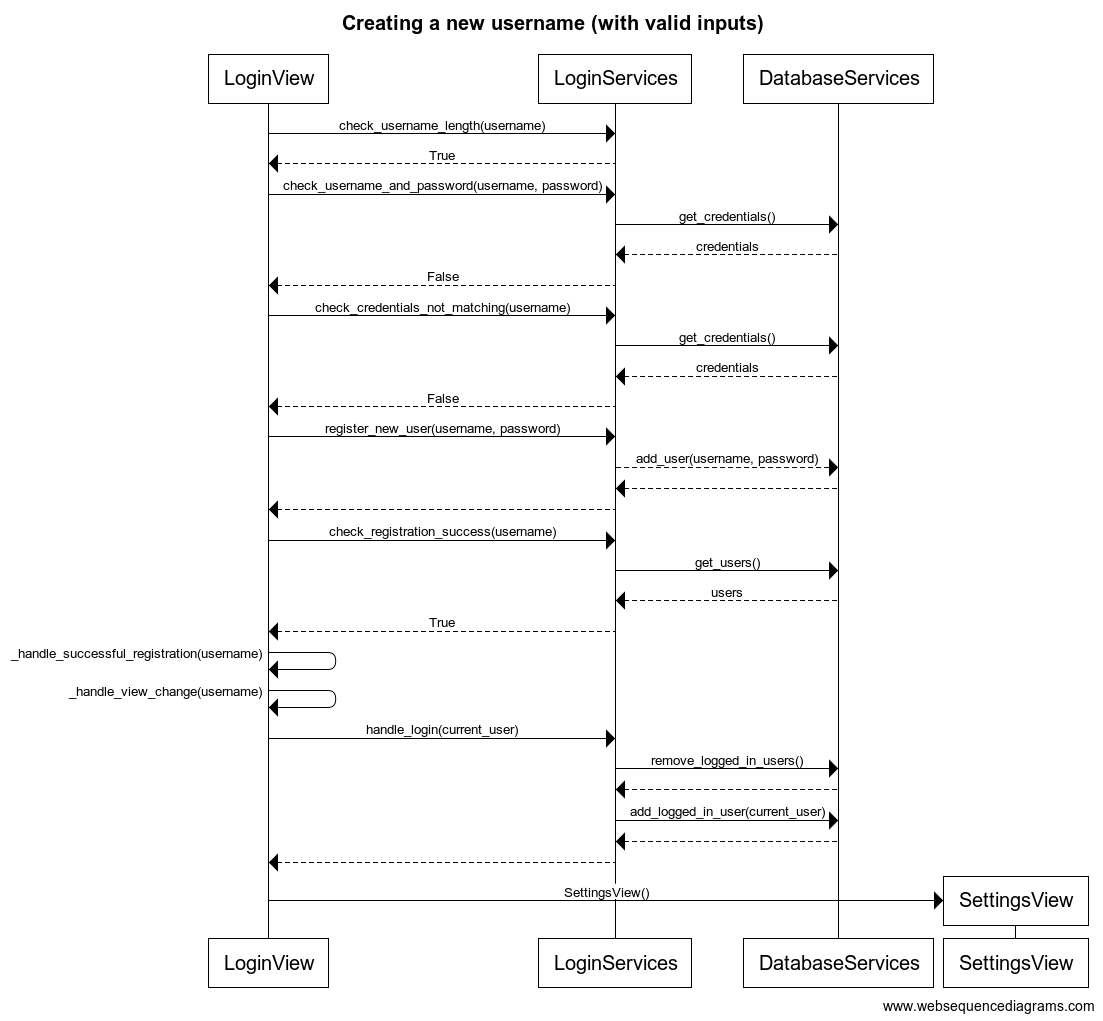 Creating a new username (with valid inputs)
LoginView
LoginServices
DatabaseServices
check_username_length(username)
True
check_username_and_password(username, password)
get_credentials()
credentials
False
check_credentials_not_matching(username)
get_credentials()
credentials
False
register_new_user(username, password)
add_user(username, password)
check_registration_success(username)
get_users()
users
True
_handle_successful_registration(username)
_handle_view_change(username)
handle_login(current_user)
remove_logged_in_users()
add_logged_in_user(current_user)
SettingsView()
SettingsView
LoginView
LoginServices
DatabaseServices
SettingsView
www.websequencediagrams.com